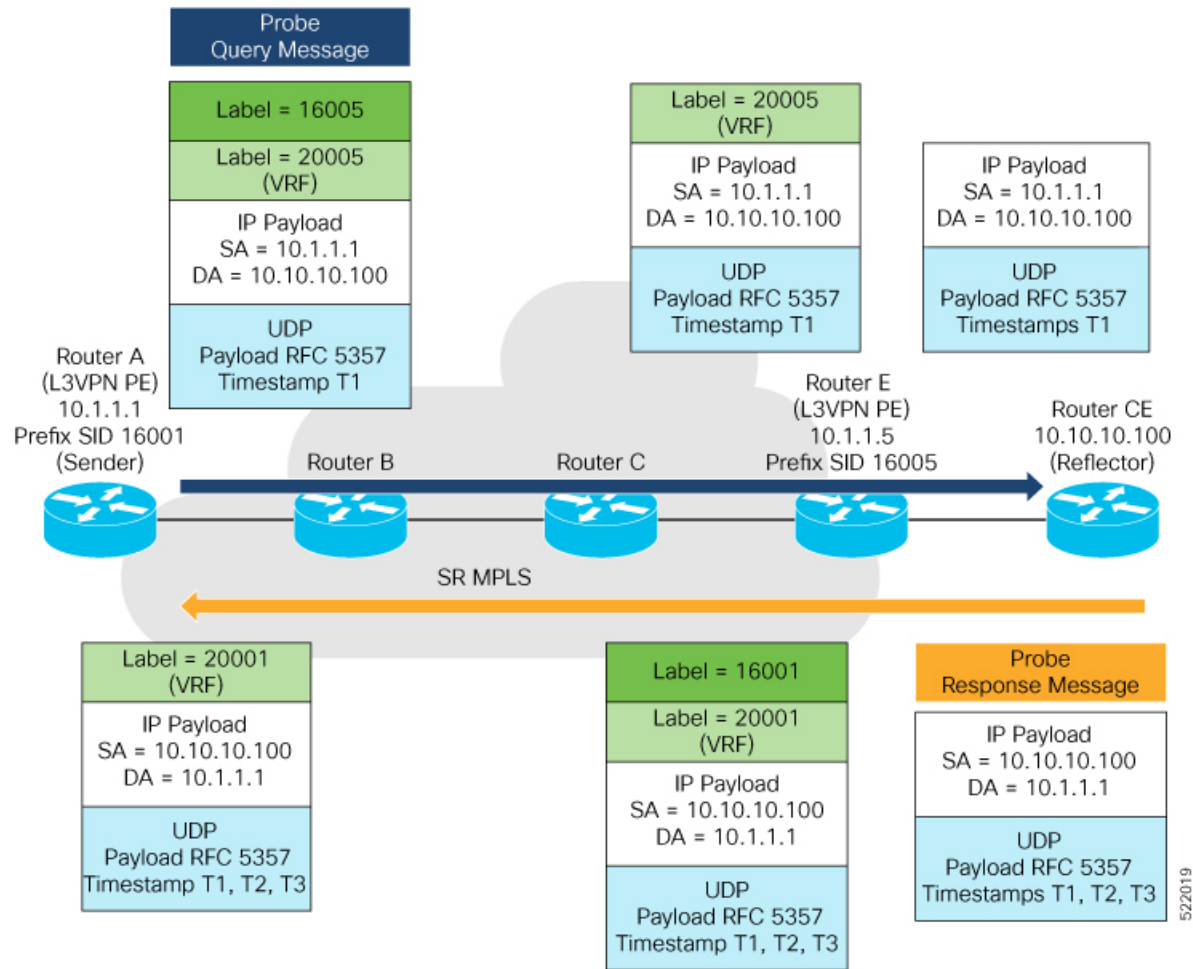 Probe
Query Message
Label = 16005
Label = 20005
(VRF)
IP Payload
SA = 10.1.1.1
DA = 10.10.10.100
UDP
Payload RFC 5357
Timestamp T1
Label = 20005
(VRF)
IP Payload
SA = 10.1.1.1
DA = 10.10.10.100
UDP
Payload RFC 5357
Timestamp T1
IP Payload
SA = 10.1.1.1
DA = 10.10.10.100
UDP
Payload RFC 5357
Timestamps T1
Router A
(L3VPN PE)
10.1.1.1
Prefix SID 16001
(Sender)
Router B
Router C
Router E
(L3VPN PE)
10.1.1.5
Prefix SID 16005
Router CE
10.10.10.100
(Reflector)
SR MPLS
Label = 20001
(VRF)
IP Payload
SA = 10.10.10.100
DA = 10.1.1.1
UDP
Payload RFC 5357
Timestamp T1, T2, T3
Label = 16001
Label = 20001
(VRF)
IP Payload
SA = 10.10.10.100
DA = 10.1.1.1
UDP
Payload RFC 5357
Timestamp T1, T2, T3
Probe
Response Message
IP Payload
SA = 10.10.10.100
DA = 10.1.1.1
UDP
Payload RFC 5357
Timestamps T1, T2, T3
522019